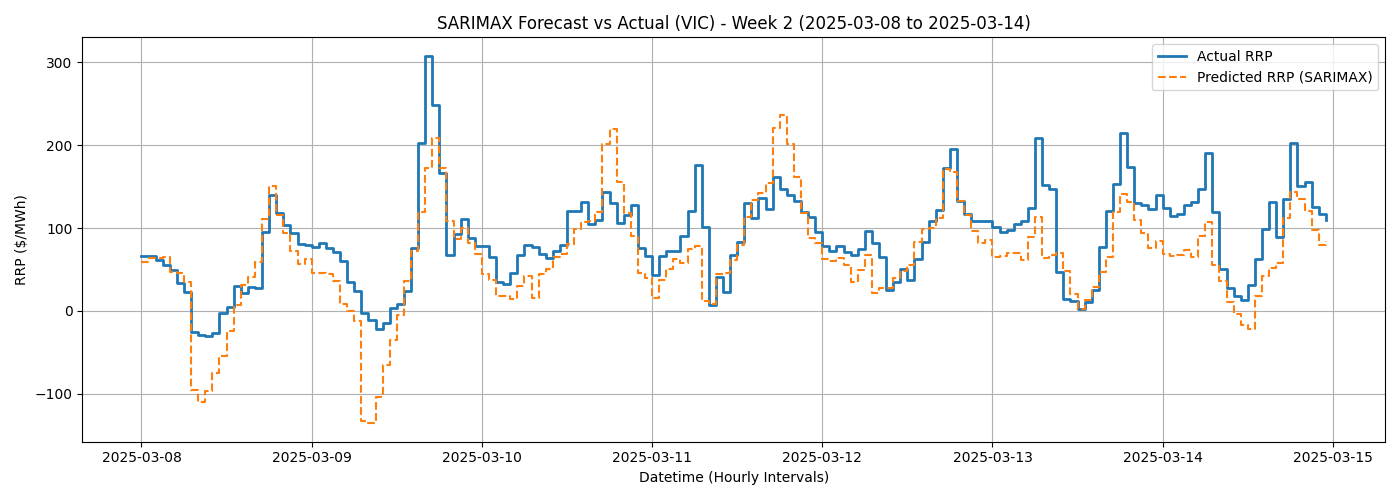 SARIMAX Forecast vs Actual (VIC) - Week 2 (2025-03-08 to 2025-03-14)
Actual RRP
Predicted RRP (SARIMAX)
RRP ($/MWh)
300
200
100
0
−100
2025-03-08 2025-03-09 2025-03-10 2025-03-11 2025-03-12 2025-03-13 2025-03-14 2025-03-15
Datetime (Hourly Intervals)